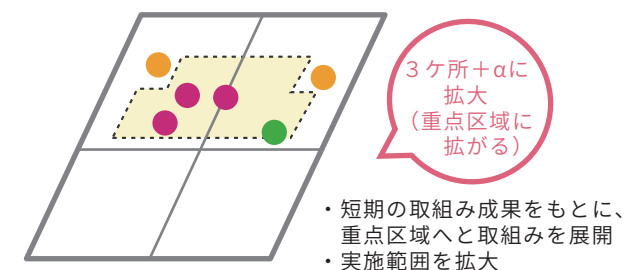 ３ケ所＋αに
拡大
（重点区域に
拡がる）
・短期の取組み成果をもとに、
重点区域へと取組みを展開
・実施範囲を拡大